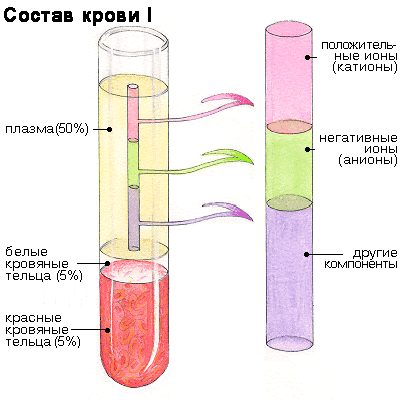 Состав крови I
плазма(50%)
белые
кровяные
тельца (5%)
красные
кровяные
тельца(5%)
положитель-
ные ионы
(катионы)
негативные
ионы
(анионы)
другие
компоненты